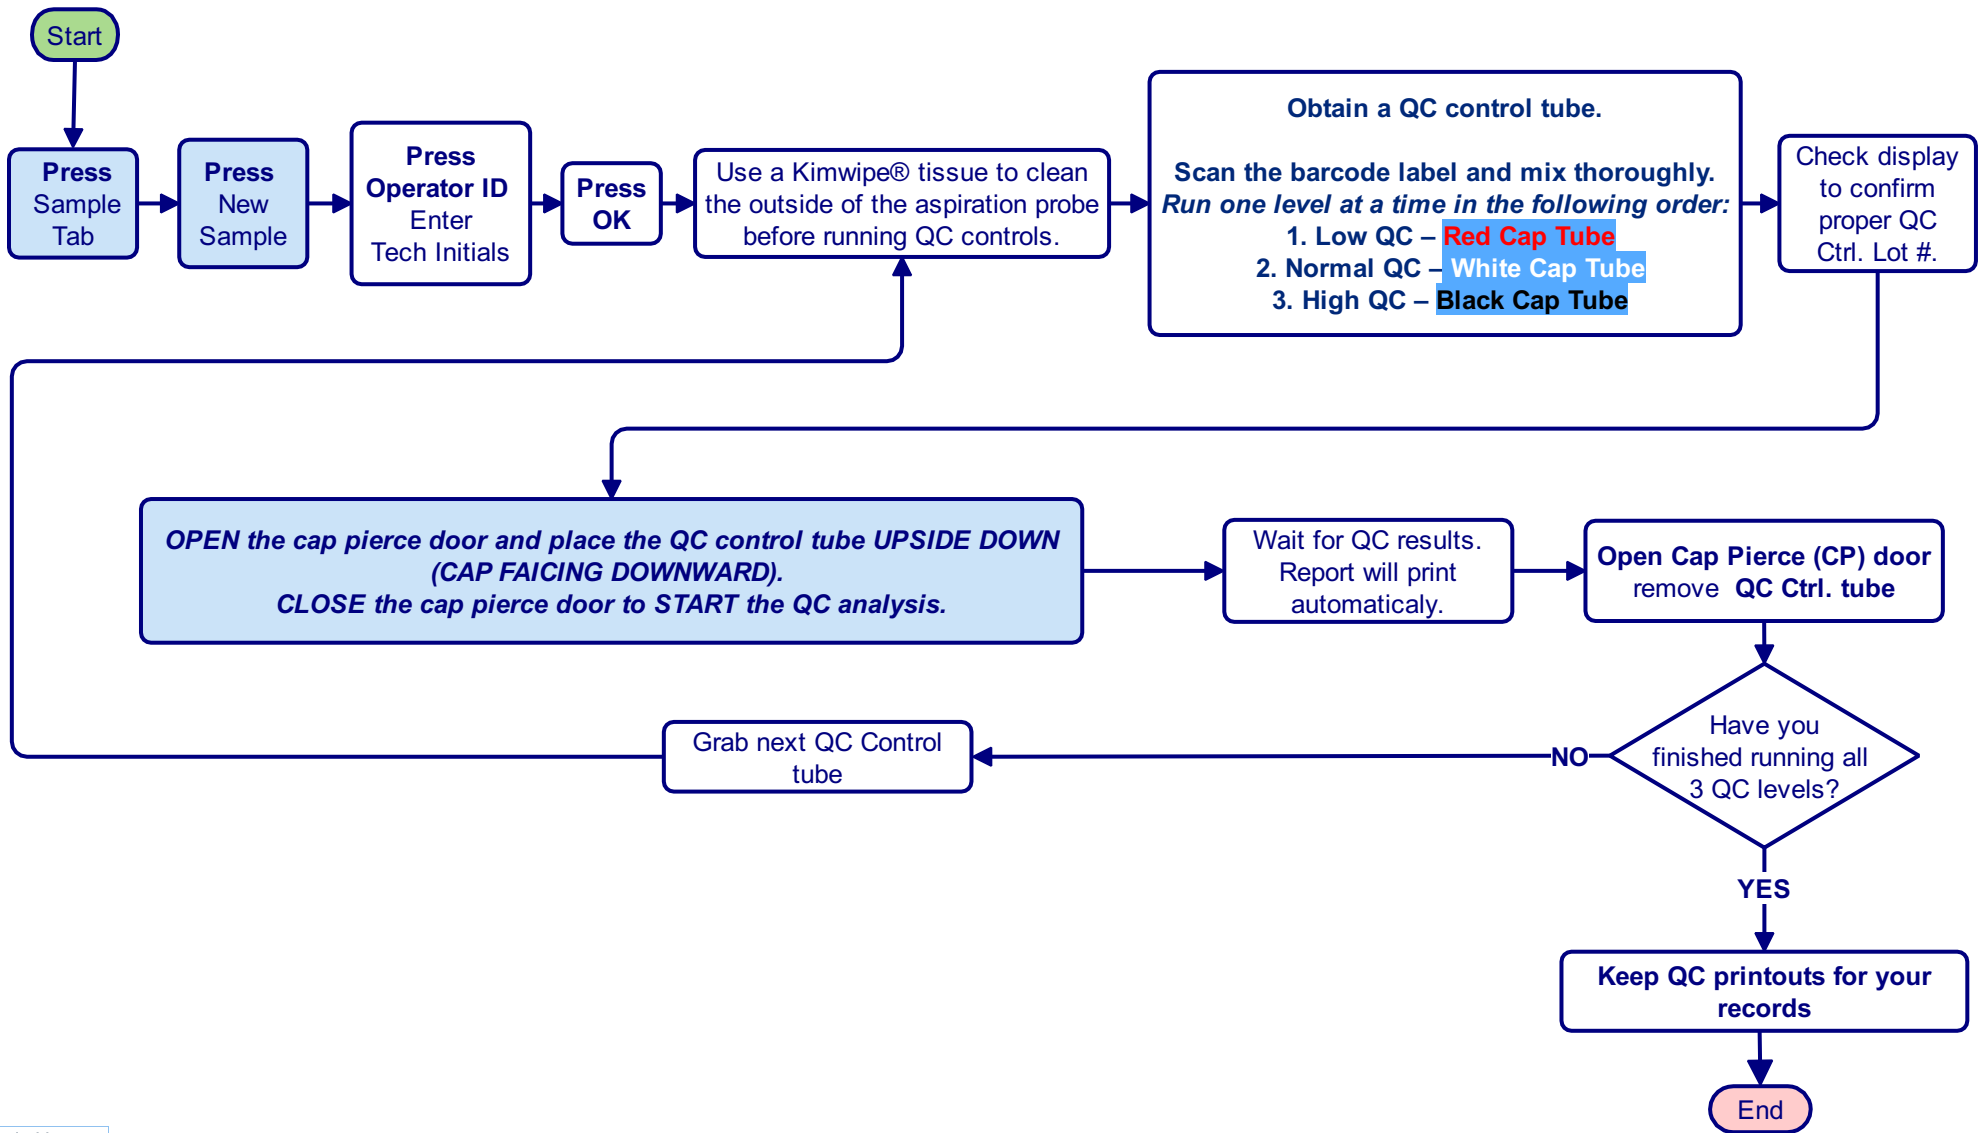 Start
Press
Sample
Tab
Press
New
Sample
Press
Operator ID
Enter
Tech Initials
Press
OK
Use a Kimwipe® tissue to clean
the outside of the aspiration probe
before running QC controls.
Obtain a QC control tube.
Scan the barcode label and mix thoroughly.
Run one level at a time in the following order:
1. Low QC – Red Cap Tube
2. Normal QC – White Cap Tube
3. High QC – Black Cap Tube
Check display
to confirm
proper QC
Ctrl. Lot #.
OPEN the cap pierce door and place the QC control tube UPSIDE DOWN
(CAP FAICING DOWNWARD).
CLOSE the cap pierce door to START the QC analysis.
Wait for QC results.
Report will print
automaticaly.
Open Cap Pierce (CP) door
remove QC Ctrl. tube
Have you
finished running all
3 QC levels?
NO
Grab next QC Control
tube
YES
Keep QC printouts for your
records
End